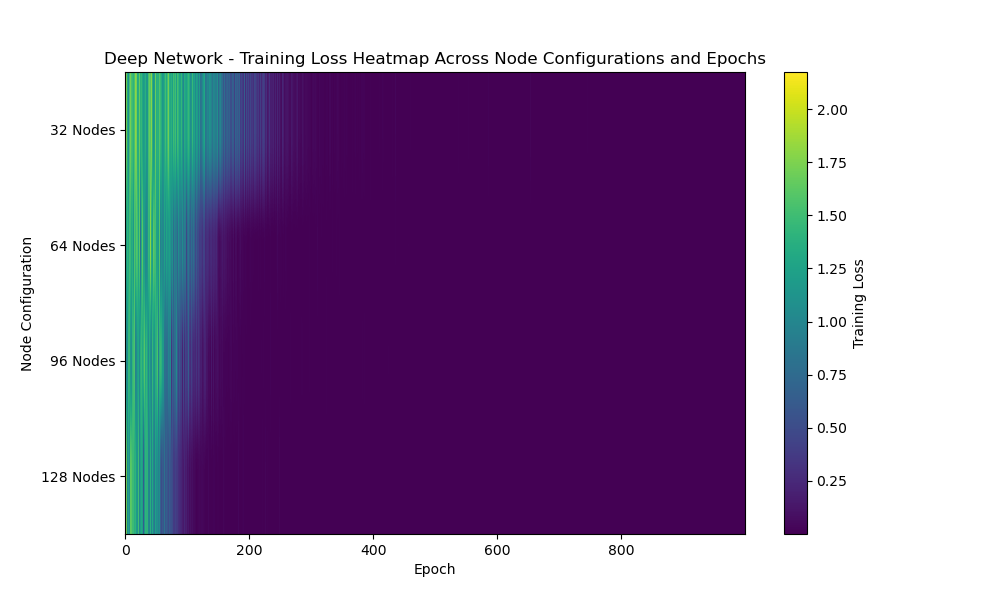 Deep Network - Training Loss Heatmap Across Node Configurations and Epochs
32 Nodes
64 Nodes
96 Nodes
128 Nodes
Node Configuration
0
200
400
600
800
Epoch
2.00
1.75
1.50
1.25
1.00
0.75
0.50
0.25
Training Loss